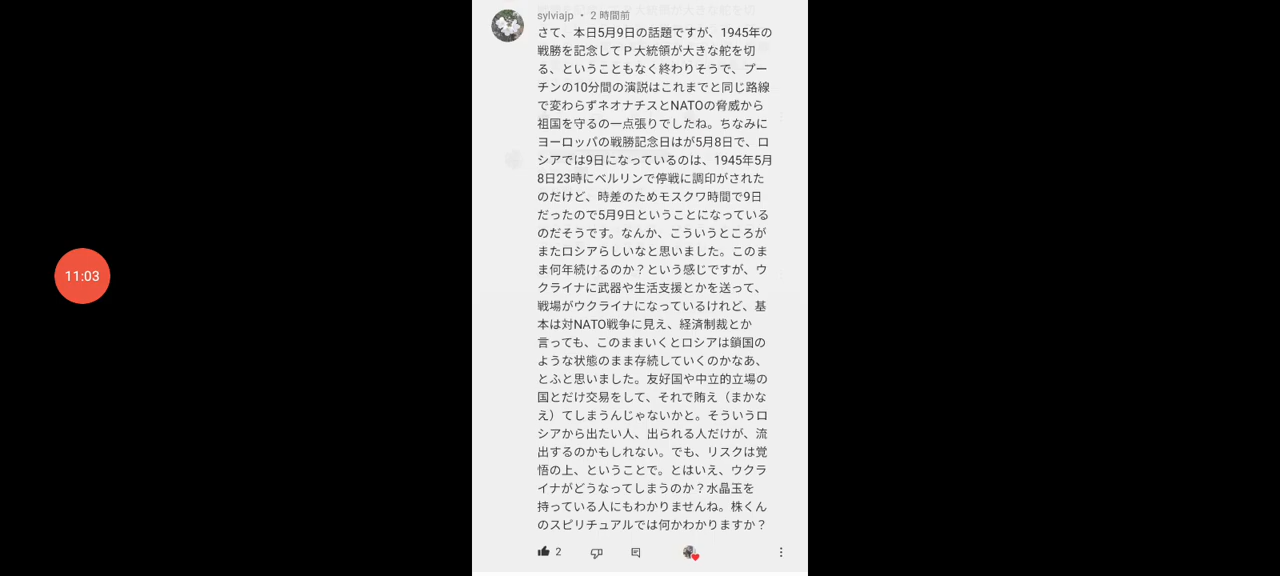 sylviajp ・ 2 時間前
さて、本日5月9日の話題ですが、1945年の
戦勝を記念してＰ大統領が大きな舵を切
る、ということもなく終わりそうで、プー
チンの10分間の演説はこれまでと同じ路線
で変わらずネオナチスとNATOの脅威から
祖国を守るの一点張りでしたね。ちなみに
ヨーロッパの戦勝記念日はが5月8日で、ロ
シアでは9日になっているのは、1945年5月
8日23時にベルリンで停戦に調印がされた
のだけど、時差のためモスクワ時間で9日
だったので5月9日ということになっている
のだそうです。なんか、こういうところが
またロシアらしいなと思いました。このま
ま何年続けるのか？という感じですが、ウ
クライナに武器や生活支援とかを送って、
戦場がウクライナになっているけれど、基
本は対NATO戦争に見え、経済制裁とか
言っても、このままいくとロシアは鎖国の
ような状態のまま存続していくのかなあ、
とふと思いました。友好国や中立的立場の
国とだけ交易をして、それで賄え（まかな
え）てしまうんじゃないかと。そういうロ
シアから出たい人、出られる人だけが、流
出するのかもしれない。でも、リスクは覚
悟の上、ということで。とはいえ、ウクラ
イナがどうなってしまうのか？水晶玉を
持っている人にもわかりませんね。株くん
のスピリチュアルでは何かわかりますか？
2
11:03